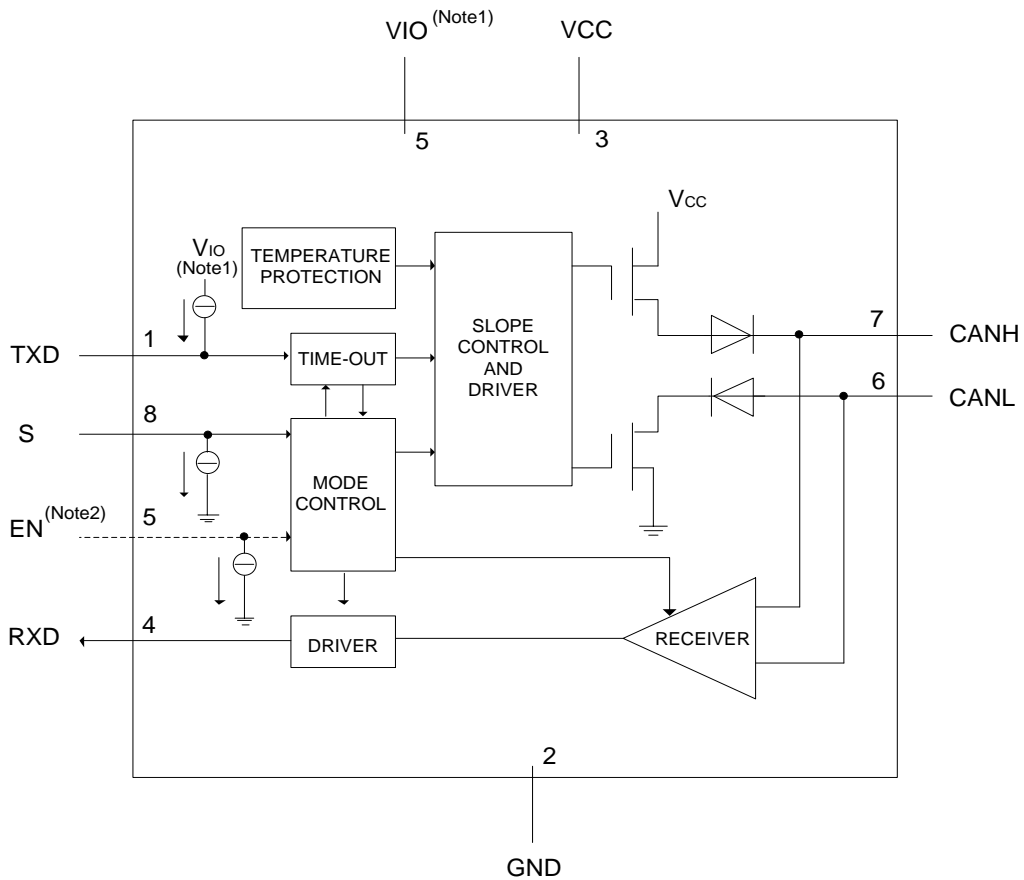 VIO (Note1)
VCC
5
3
VCC
VIO
(Note1)
TEMPERATURE
PROTECTION
SLOPE
CONTROL
AND
DRIVER
1
TXD
TIME-OUT
7
CANH
6
CANL
8
S
MODE
CONTROL
EN (Note2)
5
4
RXD
DRIVER
RECEIVER
2
GND